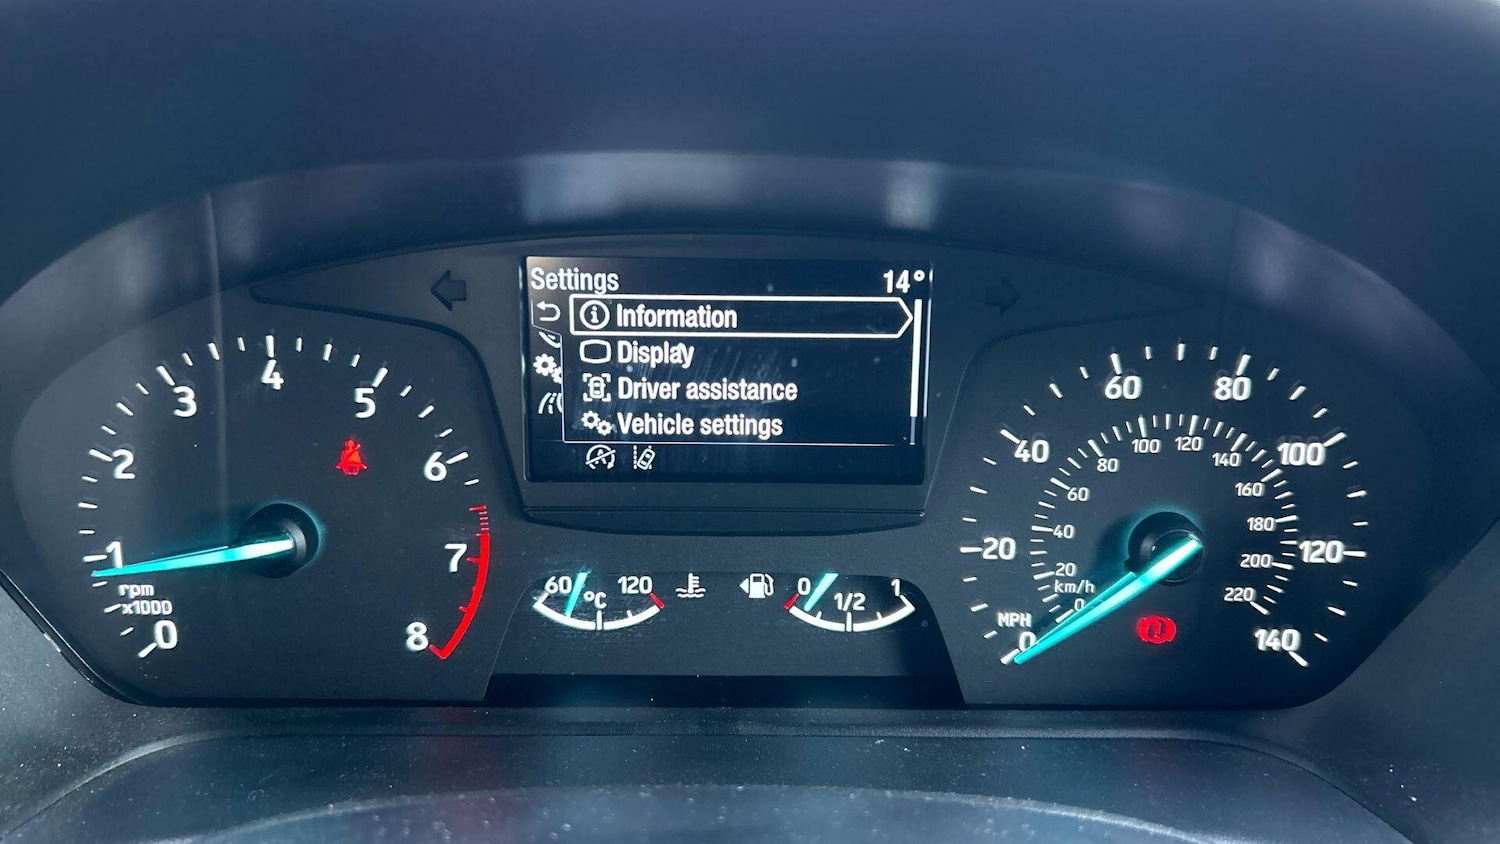 Settings 14°
Information
Display
Driver assistance
Vehicle settings
0
1
2
3
4
5
6
7
8
rpm
x1000
60 120
°C
0 1/2 1
MPH
0
20
40
60
80
100
120
140
km/h
0
20
40
60
80
100
120
140
160
180
200
220